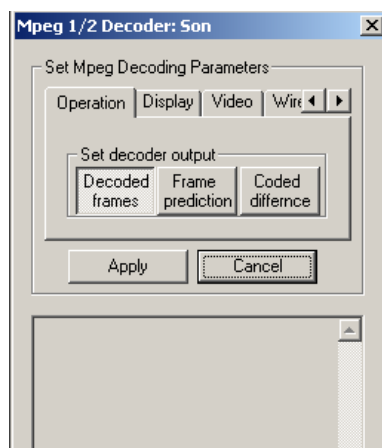 Mpeg 1/2 Decoder: Son
Set Mpeg Decoding Parameters
Operation Display Video Wire
Set decoder output
Decoded frames
Frame prediction
Coded differnce
Apply Cancel